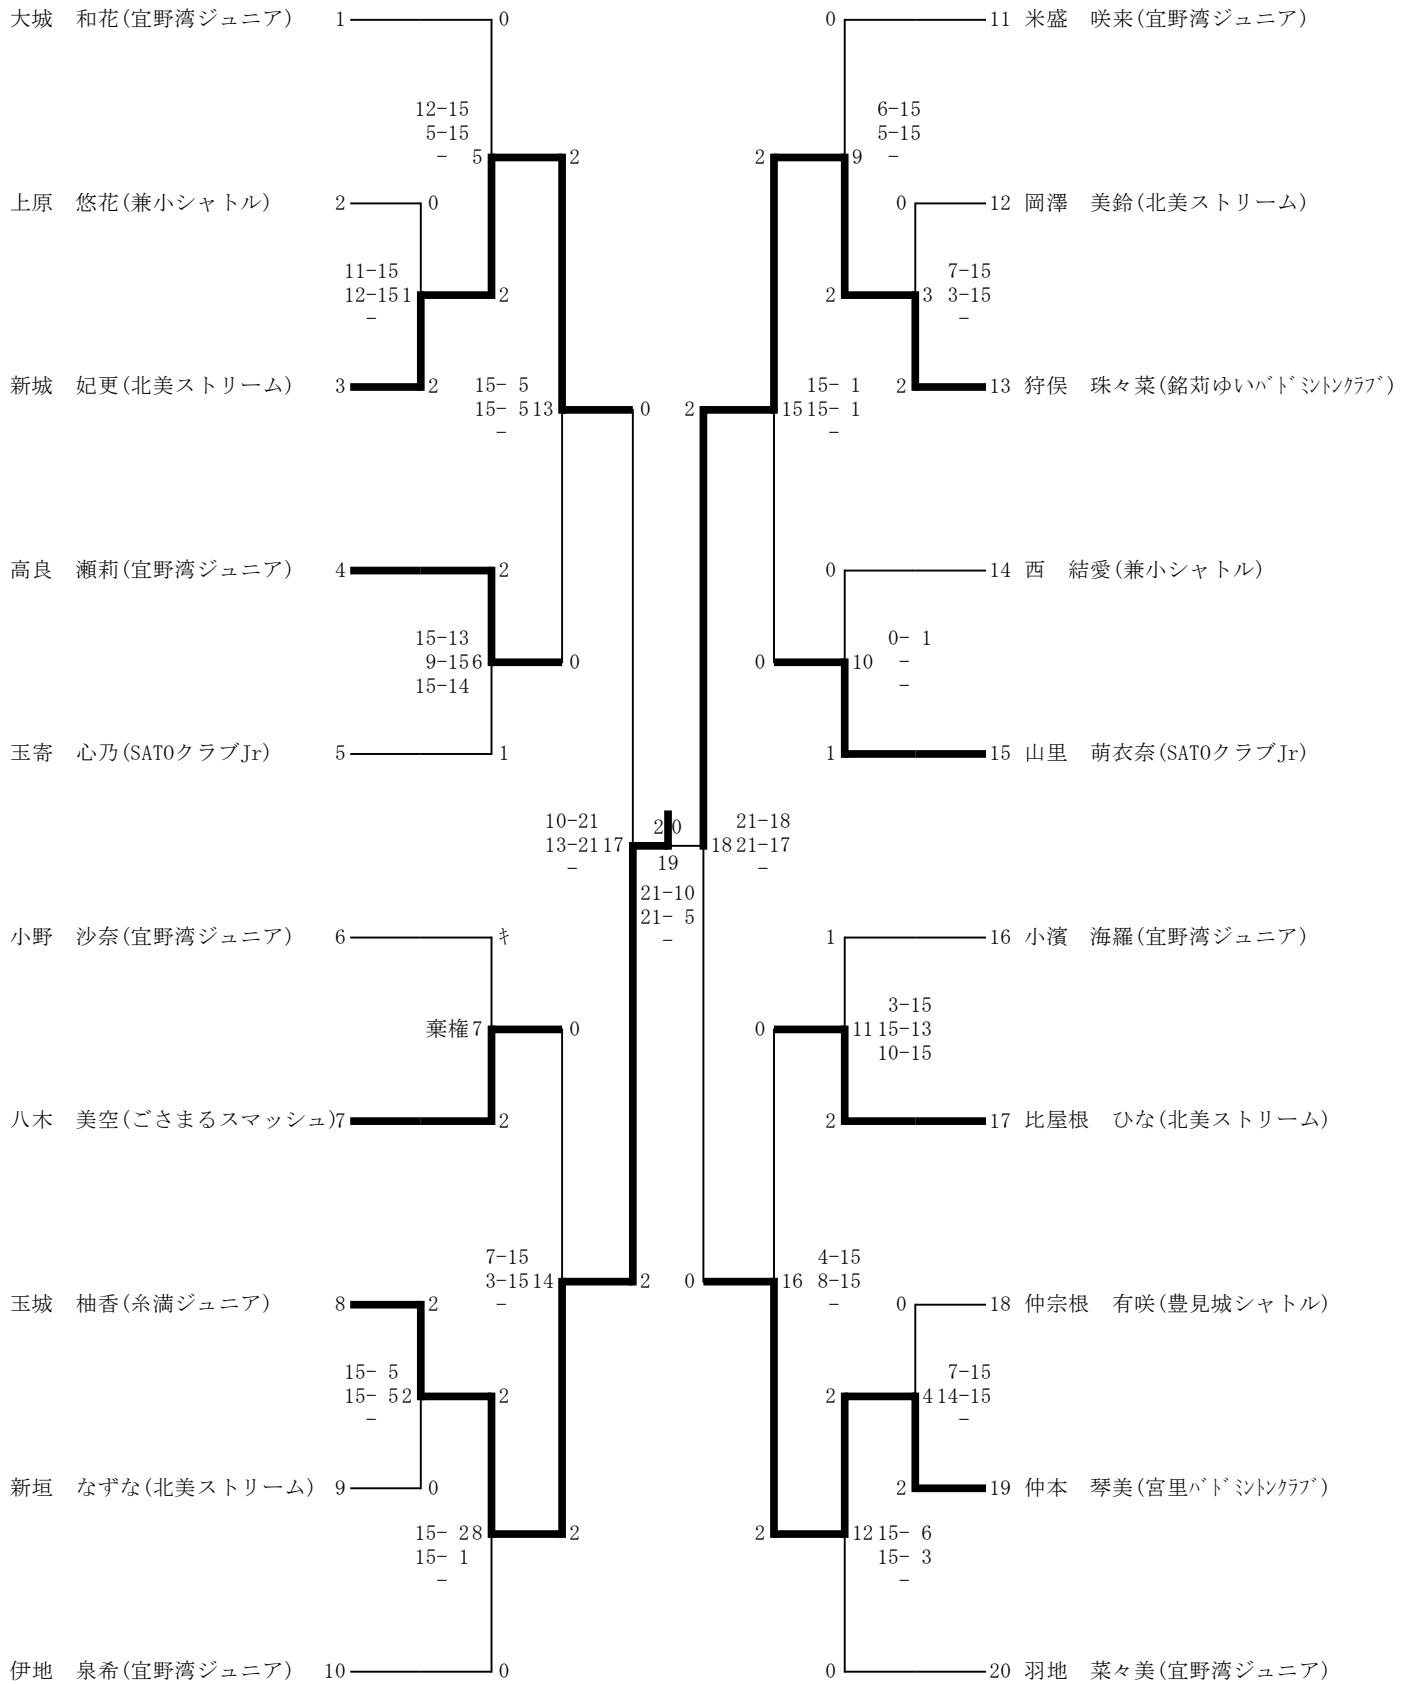 大城　和花(宜野湾ジュニア) 1 0 0 11 米盛　咲来(宜野湾ジュニア)
12-15 6-15
5-15 5-15
- 5 2 2 9 -
上原　悠花(兼小シャトル) 2 0 0 12 岡澤　美鈴(北美ストリーム)
11-15 7-15
12-15 1 2 2 3 3-15
- -
新城　妃更(北美ストリーム) 3 2 15- 5 15- 1 2 13 狩俣　珠々菜(銘苅ゆいﾊﾞﾄﾞﾐﾝﾄﾝｸﾗﾌﾞ)
15- 5 13 0 2 15 15- 1
- -
高良　瀬莉(宜野湾ジュニア) 4 2 0 14 西　結愛(兼小シャトル)
15-13 0- 1
9-15 6 0 0 10 -
15-14 -
玉寄　心乃(SATOクラブJr) 5 1 1 15 山里　萌衣奈(SATOクラブJr)
10-21 2 0 21-18
13-21 17 18 21-17
- 19 -
21-10
21- 5
小野　沙奈(宜野湾ジュニア) 6 ｷ - 1 16 小濱　海羅(宜野湾ジュニア)
3-15
棄権 7 0 0 11 15-13
10-15
八木　美空(ごさまるスマッシュ) 7 2 2 17 比屋根　ひな(北美ストリーム)
7-15 4-15
3-15 14 2 0 16 8-15
- -
玉城　柚香(糸満ジュニア) 8 2 0 18 仲宗根　有咲(豊見城シャトル)
15- 5 7-15
15- 5 2 2 2 4 14-15
- -
新垣　なずな(北美ストリーム) 9 0 2 19 仲本　琴美(宮里ﾊﾞﾄﾞﾐﾝﾄﾝｸﾗﾌﾞ)
15- 2 8 2 2 12 15- 6
15- 1 15- 3
- -
伊地　泉希(宜野湾ジュニア) 10 0 0 20 羽地　菜々美(宜野湾ジュニア)